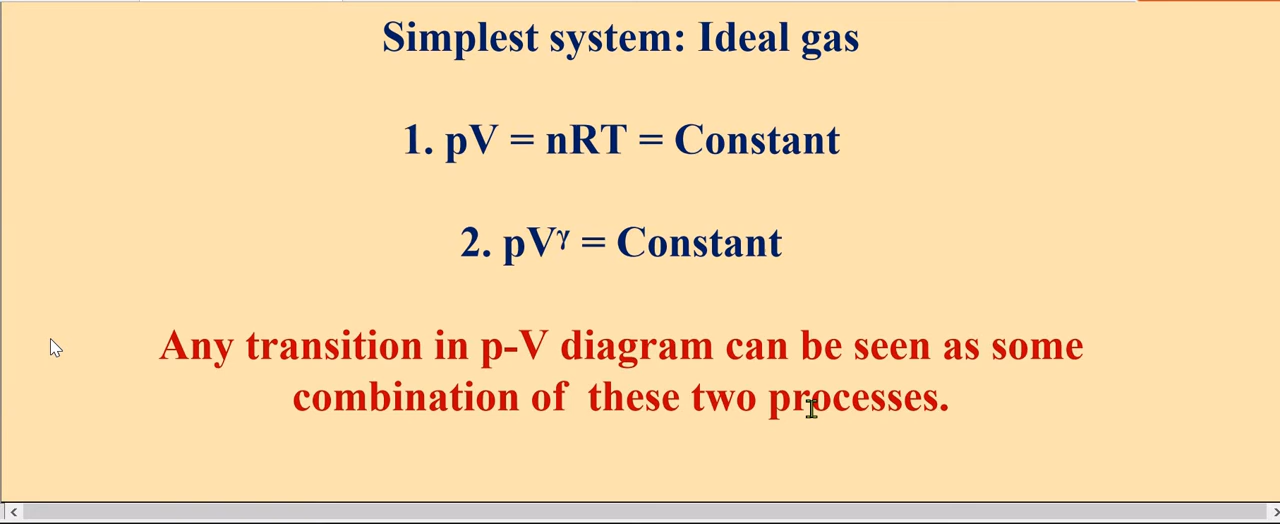 Simplest system: Ideal gas
1. pV = nRT = Constant
2. pVᵞ = Constant
Any transition in p-V diagram can be seen as some
combination of these two processes.